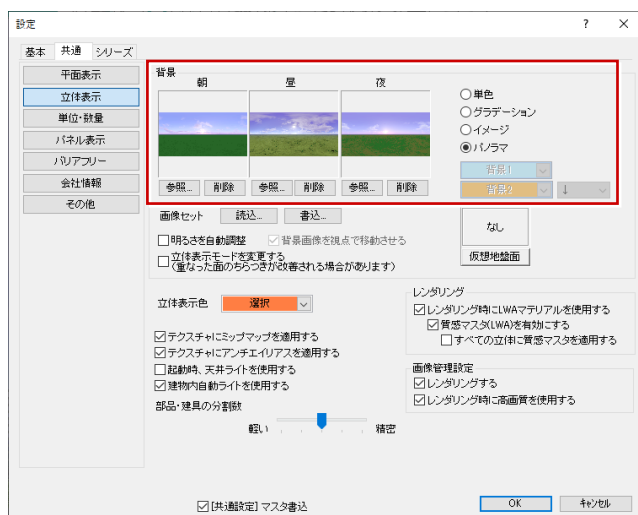 設定 ? ×
基本 共通 シリーズ
平面表示
立体表示
単位・数量
パネル表示
バリアフリー
会社情報
その他
背景
朝 昼 夜
参照... 削除 参照... 削除 参照... 削除
単色
グラデーション
イメージ
パノラマ
背景1
背景2 ↓
画像セット 読込... 書込...
明るさを自動調整 背景画像を視点で移動させる
立体表示モードを変更する
(重なった面のちらつきが改善される場合があります)
なし
仮想地盤面
立体表示色 選択
テクスチャにミップマップを適用する
テクスチャにアンチエイリアスを適用する
起動時、天井ライトを使用する
建物内自動ライトを使用する
部品・建具の分割数
軽い 精密
レンダリング
レンダリング時にLWAマテリアルを使用する
質感マスタ(LWA)を有効にする
すべての立体に質感マスタを適用する
画像管理設定
レンダリングする
レンダリング時に高画質を使用する
[共通設定] マスタ書込
OK キャンセル